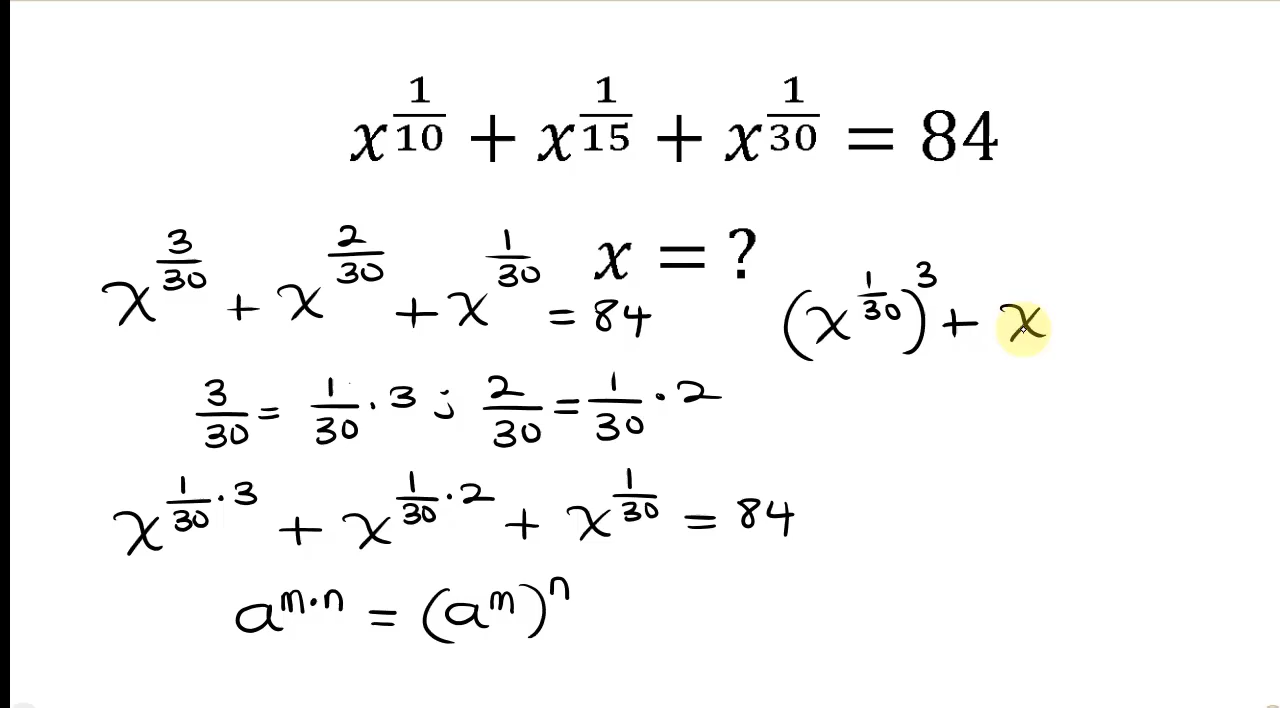 x^(1/10) + x^(1/15) + x^(1/30) = 84
x = ?
x^(3/30) + x^(2/30) + x^(1/30) = 84
(x^(1/30))^3 + x
3/30 = 1/30 · 3 ; 2/30 = 1/30 · 2
x^(1/30 · 3) + x^(1/30 · 2) + x^(1/30) = 84
a^(m·n) = (a^m)^n